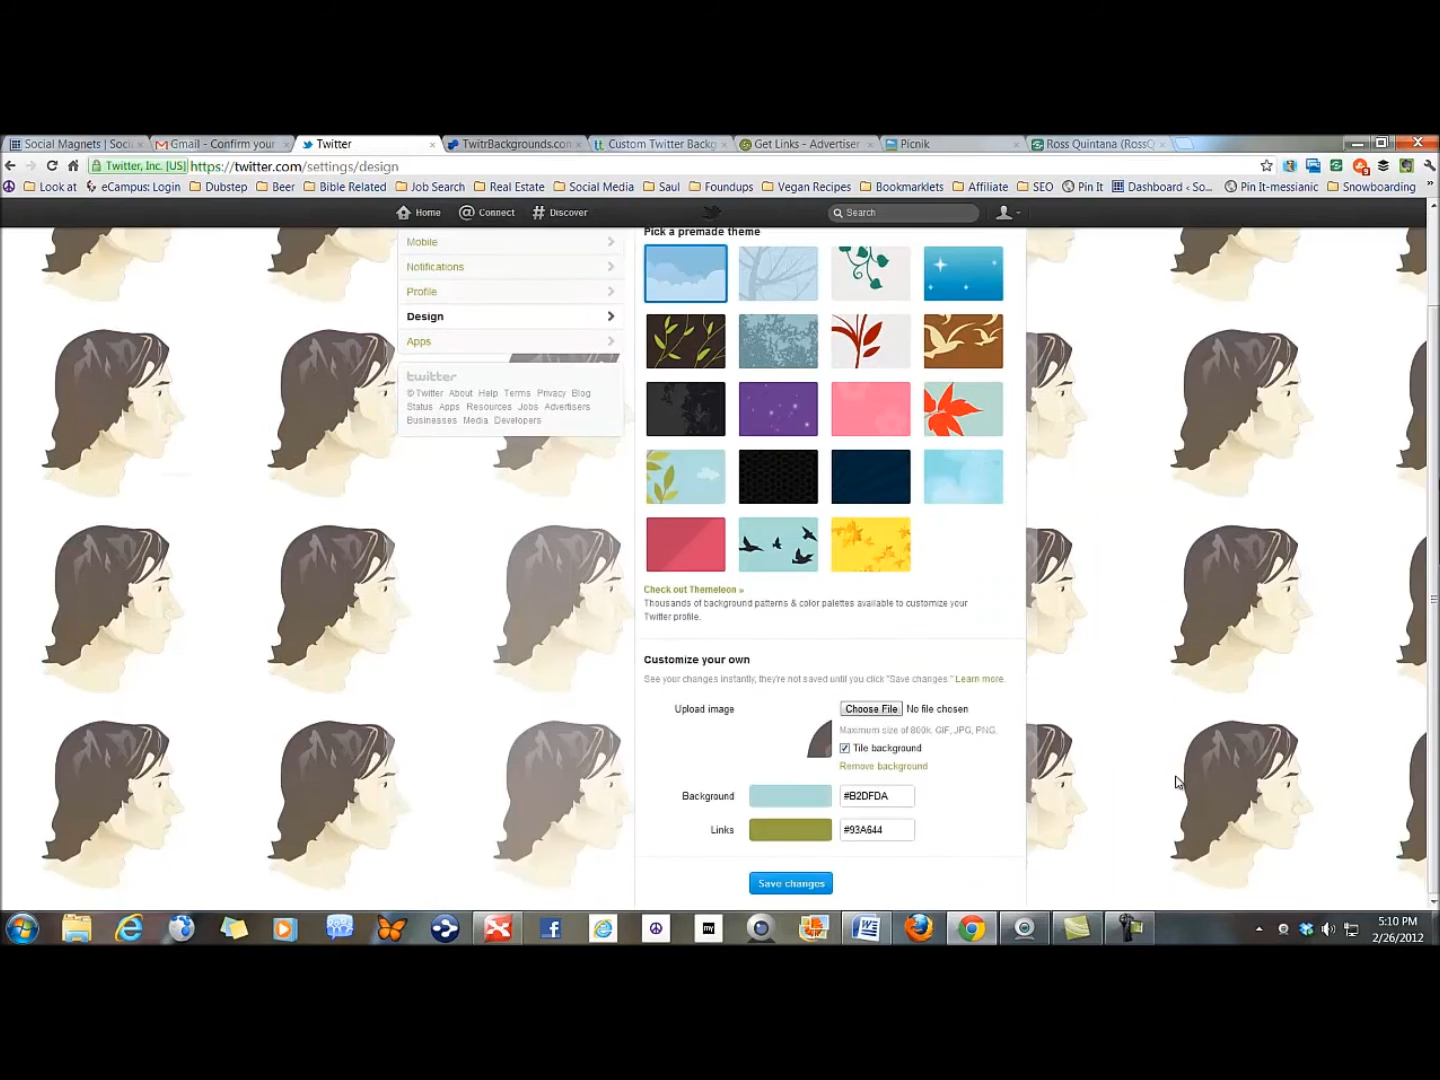 Social Magnets | Soci
Gmail - Confirm your
Twitter
TwitrBackgrounds.con
Custom Twitter Backg
Get Links - Advertiser
Picnik
Ross Quintana (RossQ
Twitter, Inc. [US]
https://twitter.com/settings/design
Look at
eCampus: Login
Dubstep
Beer
Bible Related
Job Search
Real Estate
Social Media
Saul
Foundups
Vegan Recipes
Bookmarklets
Affiliate
SEO
Pin It
Dashboard ‹ So...
Pin It-messianic
Snowboarding
Home
Connect
Discover
Search
Mobile
Notifications
Profile
Design
Apps
twitter
© Twitter About Help Terms Privacy Blog
Status Apps Resources Jobs Advertisers
Businesses Media Developers
Pick a premade theme
Check out Themeleon »
Thousands of background patterns & color palettes available to customize your
Twitter profile.
Customize your own
See your changes instantly, they're not saved until you click "Save changes." Learn more.
Upload image
Choose File No file chosen
Maximum size of 800k. GIF, JPG, PNG.
Tile background
Remove background
Background
#B2DFDA
Links
#93A644
Save changes
my
5:10 PM
2/26/2012